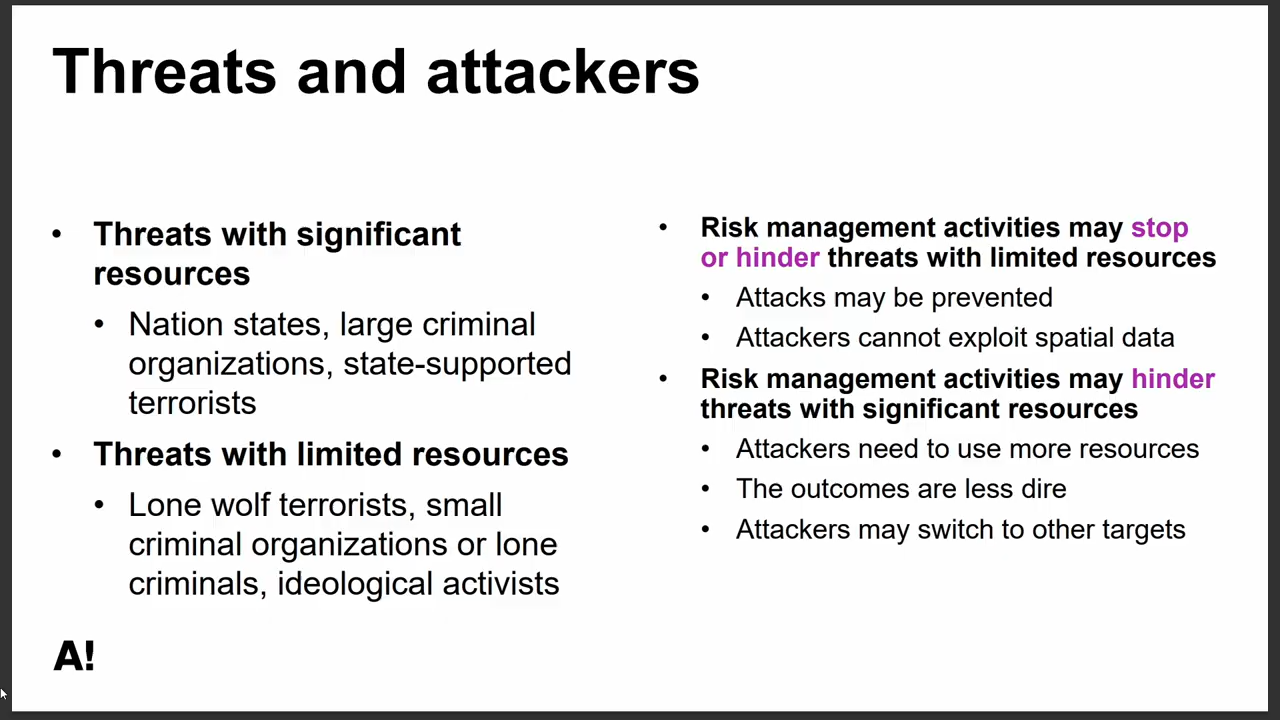 Threats and attackers
• Threats with significant
resources
• Nation states, large criminal
organizations, state-supported
terrorists
• Threats with limited resources
• Lone wolf terrorists, small
criminal organizations or lone
criminals, ideological activists
• Risk management activities may stop
or hinder threats with limited resources
• Attacks may be prevented
• Attackers cannot exploit spatial data
• Risk management activities may hinder
threats with significant resources
• Attackers need to use more resources
• The outcomes are less dire
• Attackers may switch to other targets
A!